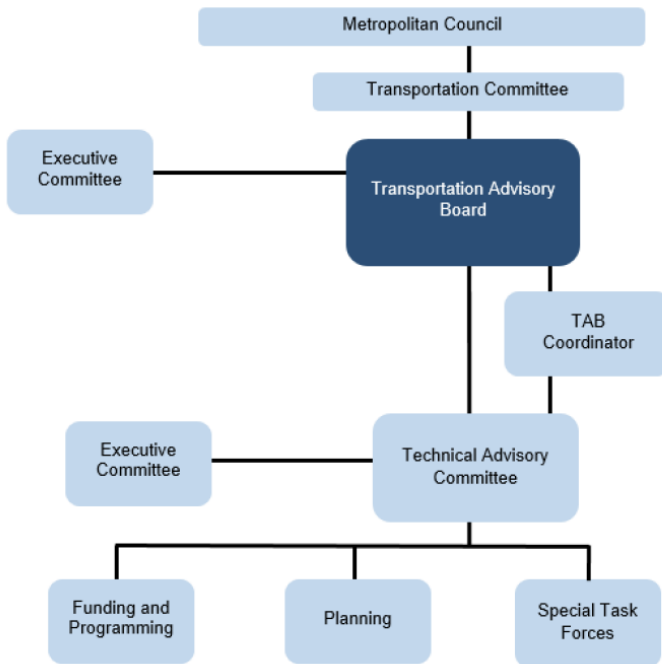 Metropolitan Council
Transportation Committee
Executive
Committee
Transportation Advisory
Board
TAB
Coordinator
Executive
Committee
Technical Advisory
Committee
Funding and
Programming
Planning
Special Task
Forces